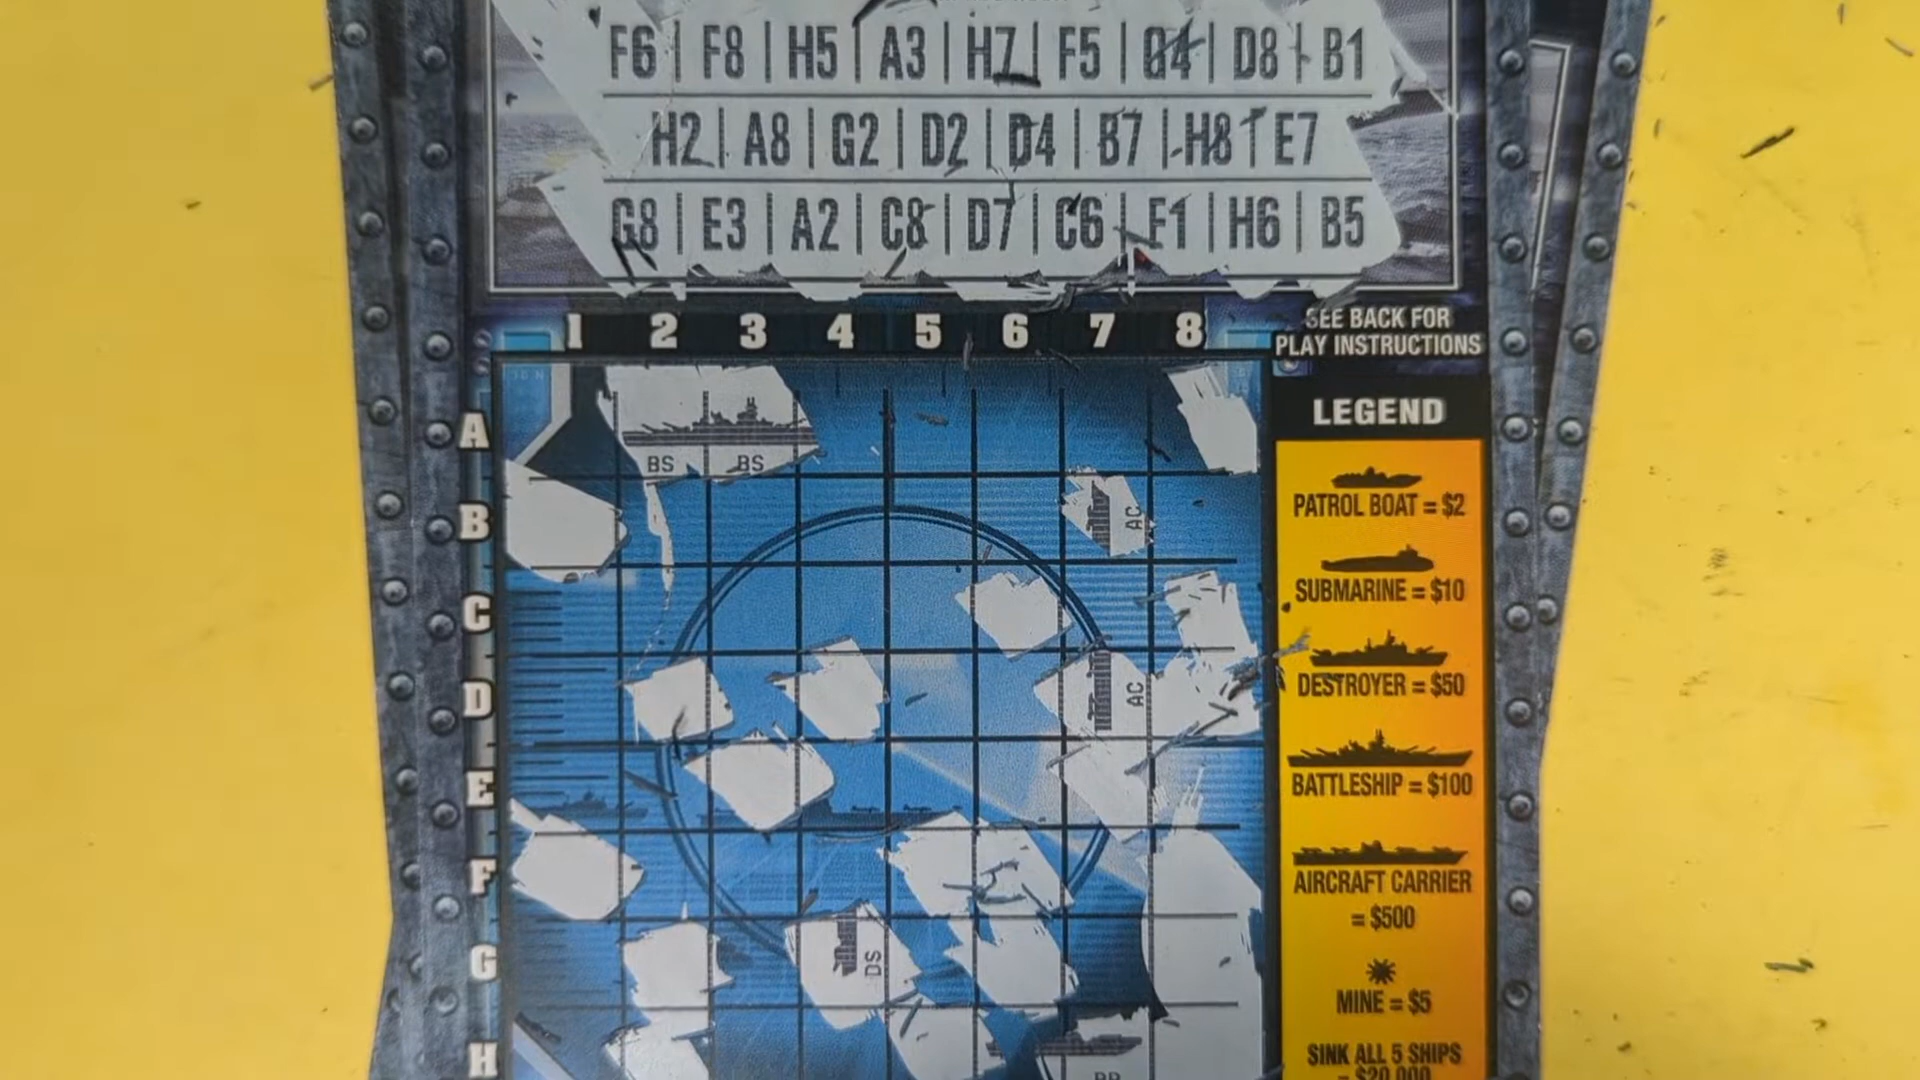 F6 | F8 | H5 | A3 | H7 | F5 | G4 | D8 | B1
H2 | A8 | G2 | D2 | D4 | B7 | H8 | E7
G8 | E3 | A2 | C8 | D7 | C6 | F1 | H6 | B5
1 2 3 4 5 6 7 8
SEE BACK FOR
PLAY INSTRUCTIONS
LEGEND
A
BS BS
B
AC
C
D
AC
E
F
G
DS
H
PATROL BOAT = $2
SUBMARINE = $10
DESTROYER = $50
BATTLESHIP = $100
AIRCRAFT CARRIER
= $500
MINE = $5
SINK ALL 5 SHIPS
= $20,000